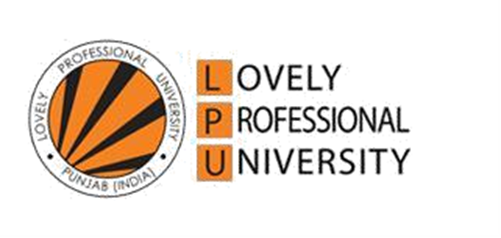 LOVELY PROFESSIONAL UNIVERSITY
• PUNJAB (INDIA) •
LOVELY
PROFESSIONAL
UNIVERSITY